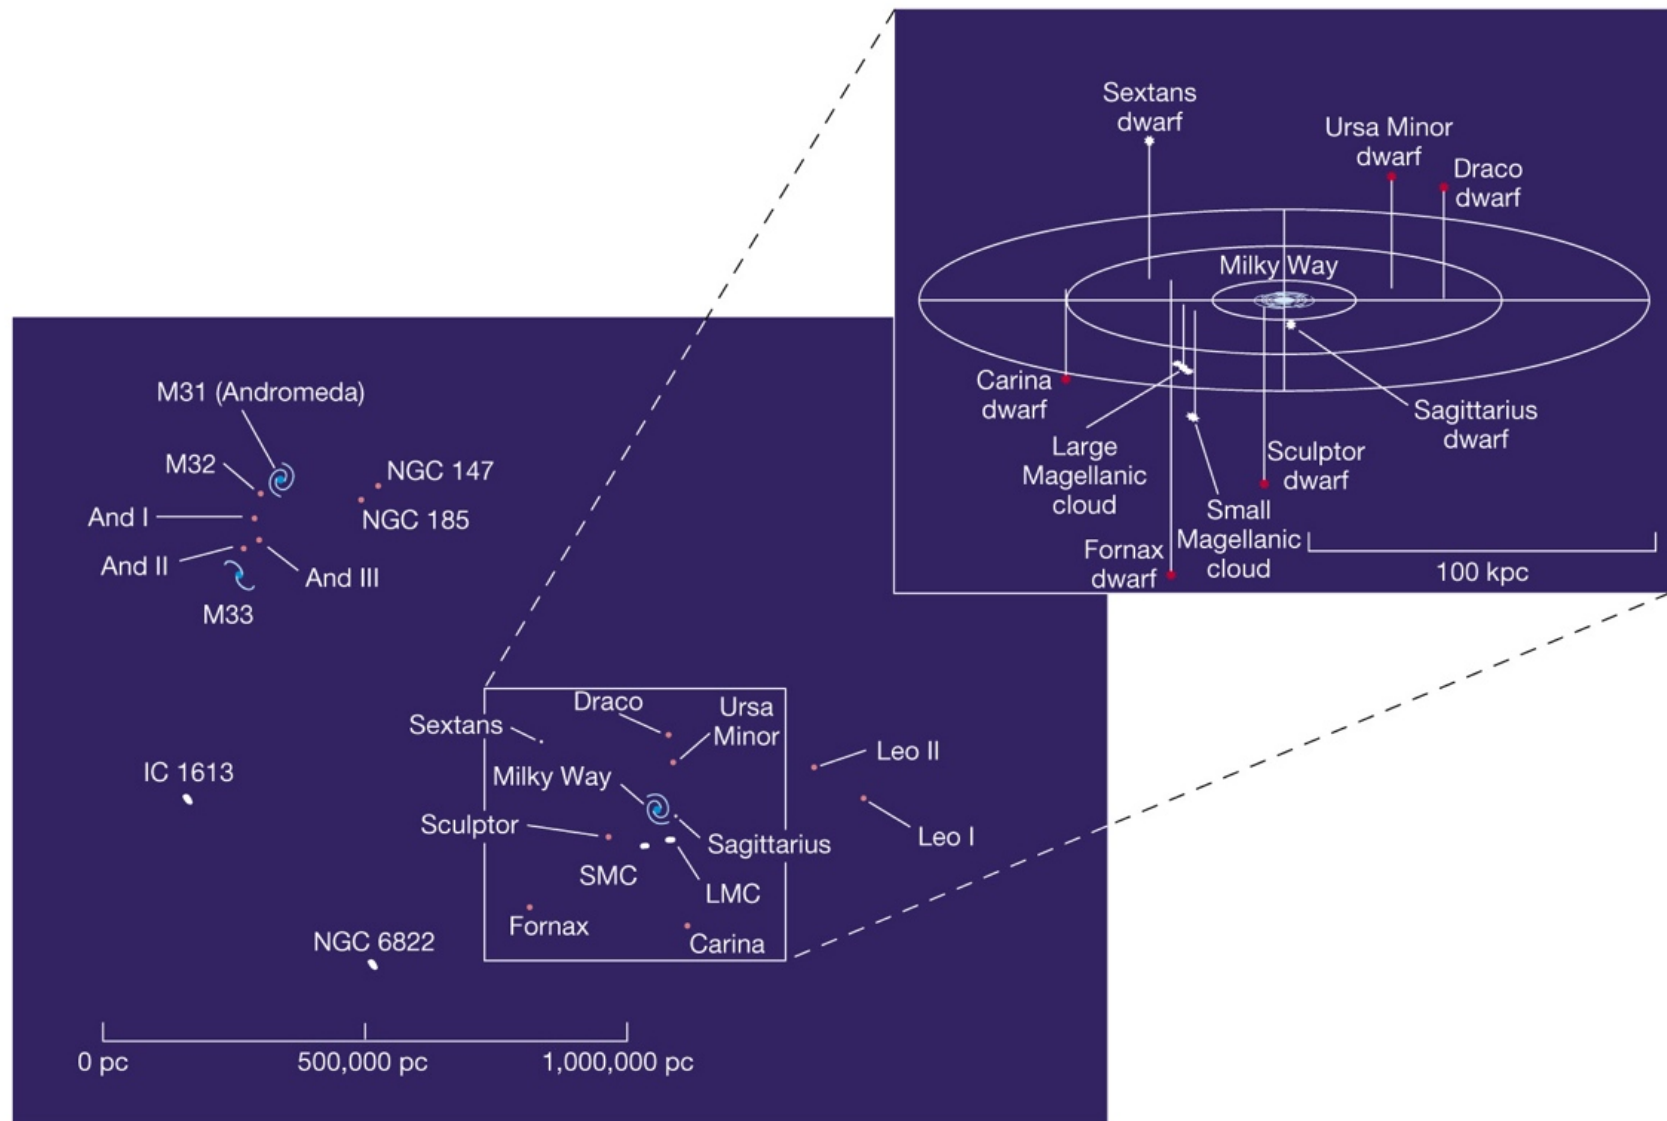 Sextans
dwarf
Ursa Minor
dwarf
Draco
dwarf
Milky Way
Carina
dwarf
Large
Magellanic
cloud
Sagittarius
dwarf
Sculptor
dwarf
Small
Magellanic
cloud
Fornax
dwarf
100 kpc
M31 (Andromeda)
M32
NGC 147
And I
NGC 185
And II
And III
M33
Draco
Ursa
Minor
Sextans
Leo II
IC 1613
Milky Way
Sculptor
Sagittarius
Leo I
SMC
LMC
Fornax
Carina
NGC 6822
0 pc
500,000 pc
1,000,000 pc